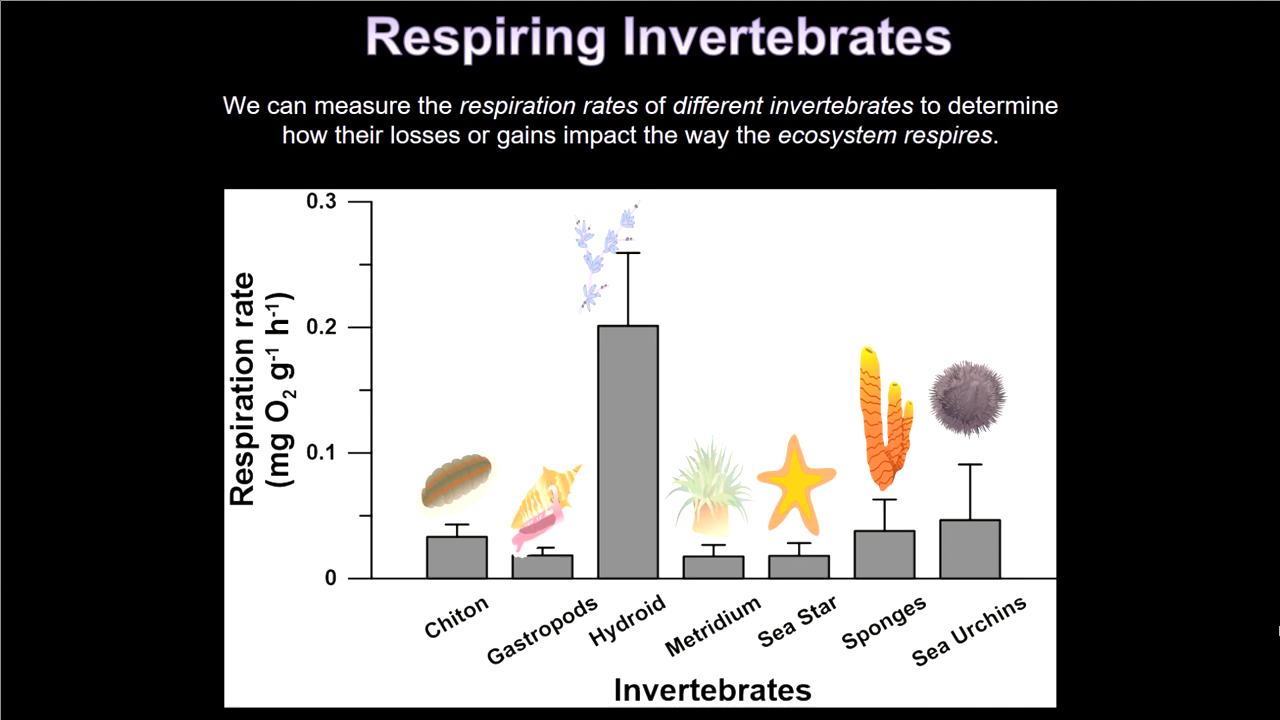 Respiring Invertebrates
We can measure the respiration rates of different invertebrates to determine
how their losses or gains impact the way the ecosystem respires.
0.3
0.2
0.1
0
Respiration rate
(mg O₂ g⁻¹ h⁻¹)
Chiton
Gastropods
Hydroid
Metridium
Sea Star
Sponges
Sea Urchins
Invertebrates